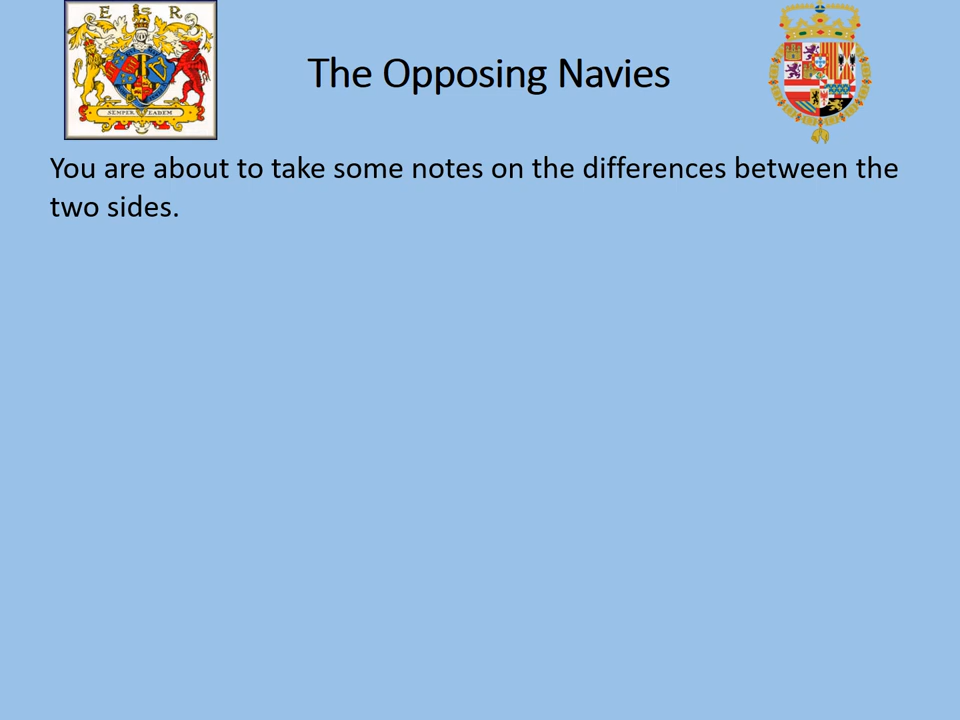 E R
The Opposing Navies
SEMPER EADEM
You are about to take some notes on the differences between the
two sides.